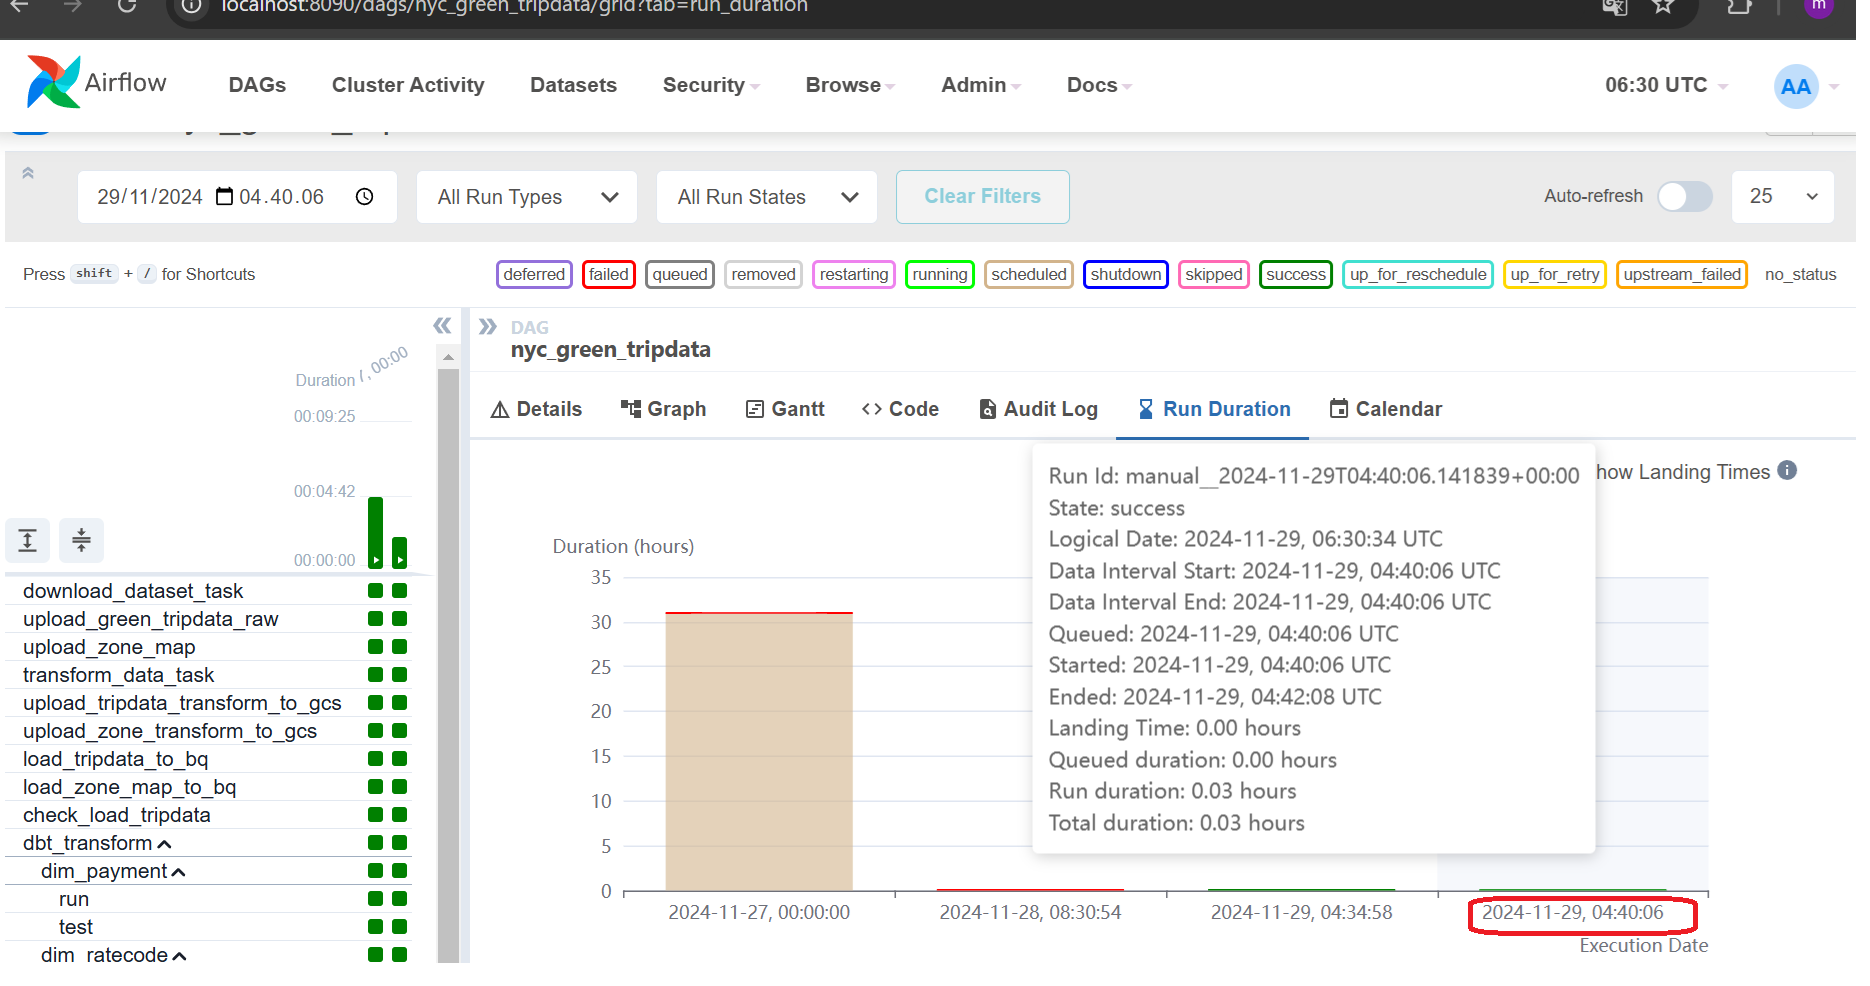 localhost:8090/dags/nyc_green_tripdata/grid?tab=run_duration
m
Airflow
DAGs
Cluster Activity
Datasets
Security
Browse
Admin
Docs
06:30 UTC
AA
29/11/2024 04.40.06
All Run Types
All Run States
Clear Filters
Auto-refresh
25
Press shift + / for Shortcuts
deferred
failed
queued
removed
restarting
running
scheduled
shutdown
skipped
success
up_for_reschedule
up_for_retry
upstream_failed
no_status
Duration
, 00:00
00:09:25
00:04:42
00:00:00
download_dataset_task
upload_green_tripdata_raw
upload_zone_map
transform_data_task
upload_tripdata_transform_to_gcs
upload_zone_transform_to_gcs
load_tripdata_to_bq
load_zone_map_to_bq
check_load_tripdata
dbt_transform
dim_payment
run
test
dim_ratecode
DAG
nyc_green_tripdata
Details
Graph
Gantt
Code
Audit Log
Run Duration
Calendar
how Landing Times
Run Id: manual__2024-11-29T04:40:06.141839+00:00
State: success
Logical Date: 2024-11-29, 06:30:34 UTC
Data Interval Start: 2024-11-29, 04:40:06 UTC
Data Interval End: 2024-11-29, 04:40:06 UTC
Queued: 2024-11-29, 04:40:06 UTC
Started: 2024-11-29, 04:40:06 UTC
Ended: 2024-11-29, 04:42:08 UTC
Landing Time: 0.00 hours
Queued duration: 0.00 hours
Run duration: 0.03 hours
Total duration: 0.03 hours
Duration (hours)
35
30
25
20
15
10
5
0
2024-11-27, 00:00:00
2024-11-28, 08:30:54
2024-11-29, 04:34:58
2024-11-29, 04:40:06
Execution Date